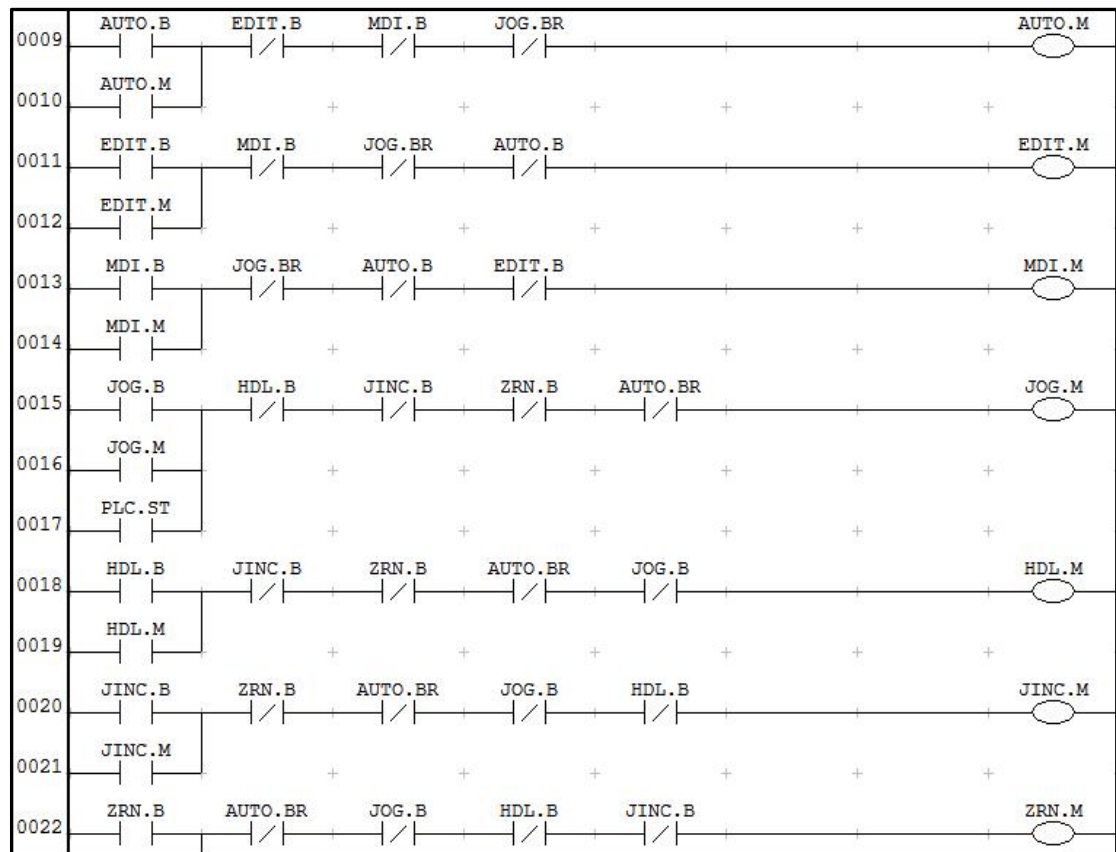 AUTO.B EDIT.B MDI.B JOG.BR AUTO.M
0009
AUTO.M
0010
EDIT.B MDI.B JOG.BR AUTO.B EDIT.M
0011
EDIT.M
0012
MDI.B JOG.BR AUTO.B EDIT.B MDI.M
0013
MDI.M
0014
JOG.B HDL.B JINC.B ZRN.B AUTO.BR JOG.M
0015
JOG.M
0016
PLC.ST
0017
HDL.B JINC.B ZRN.B AUTO.BR JOG.B HDL.M
0018
HDL.M
0019
JINC.B ZRN.B AUTO.BR JOG.B HDL.B JINC.M
0020
JINC.M
0021
ZRN.B AUTO.BR JOG.B HDL.B JINC.B ZRN.M
0022